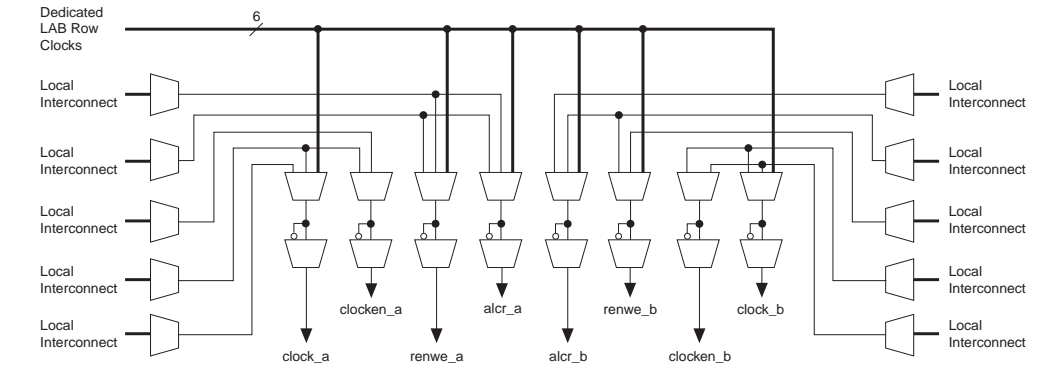 Dedicated
LAB Row
Clocks
6
Local
Interconnect
Local
Interconnect
Local
Interconnect
Local
Interconnect
Local
Interconnect
Local
Interconnect
Local
Interconnect
Local
Interconnect
Local
Interconnect
Local
Interconnect
clocken_a
alcr_a
renwe_b
clock_b
clock_a
renwe_a
alcr_b
clocken_b